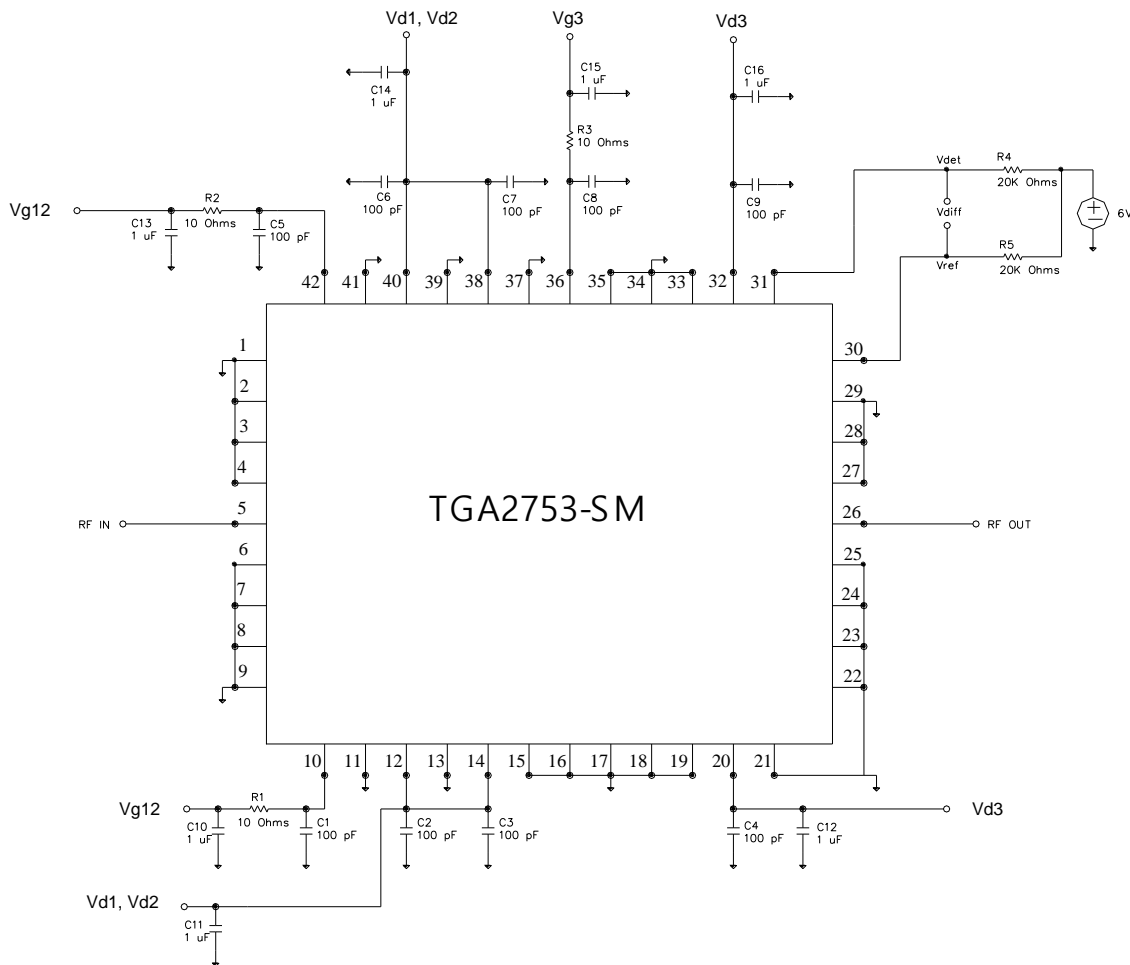 Vd1, Vd2
Vg3
Vd3
C14
1 uF
C15
1 uF
C16
1 uF
R3
10 Ohms
C6
100 pF
C7
100 pF
C8
100 pF
C9
100 pF
Vg12
C13
1 uF
R2
10 Ohms
C5
100 pF
Vdet
R4
20K Ohms
Vdiff
6V
Vref
R5
20K Ohms
42
41
40
39
38
37
36
35
34
33
32
31
1
2
3
4
5
6
7
8
9
RF IN
TGA2753-SM
30
29
28
27
26
25
24
23
22
RF OUT
10
11
12
13
14
15
16
17
18
19
20
21
Vg12
C10
1 uF
R1
10 Ohms
C1
100 pF
C2
100 pF
C3
100 pF
C4
100 pF
C12
1 uF
Vd3
Vd1, Vd2
C11
1 uF